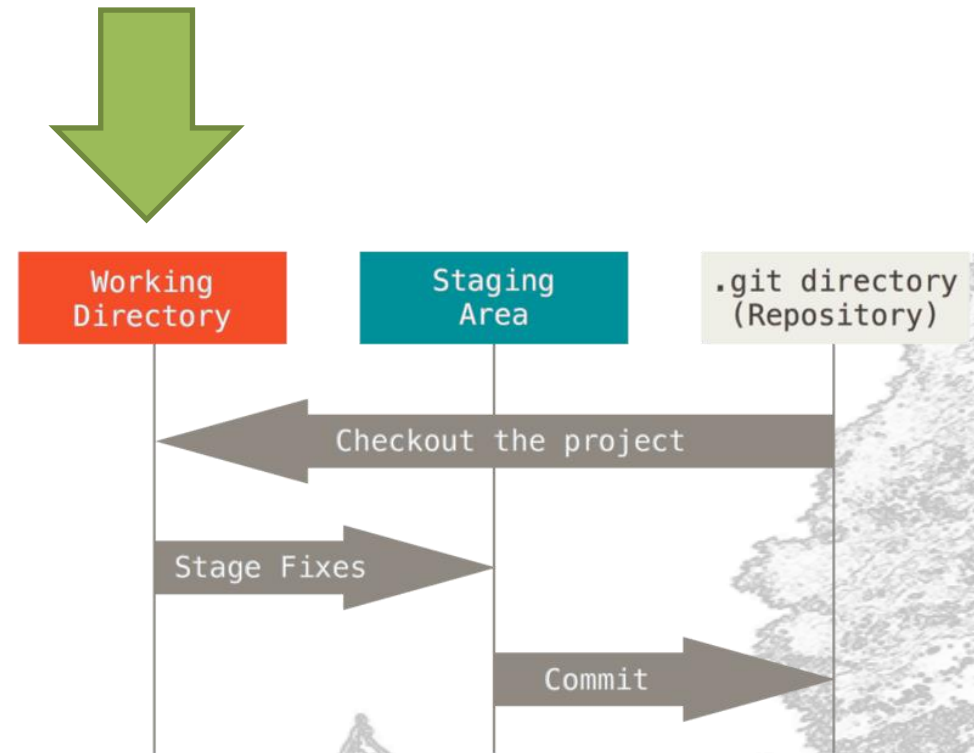 Working
Directory
Staging
Area
.git directory
(Repository)
Checkout the project
Stage Fixes
Commit